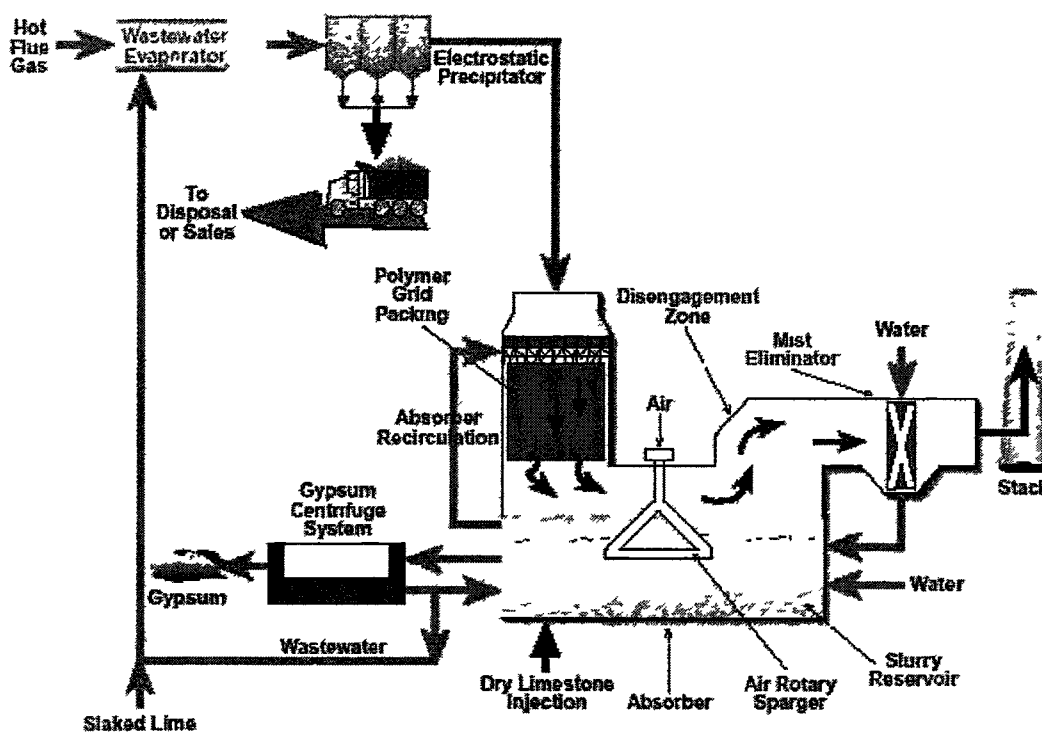 Hot
Flue
Gas
Wastewater
Evaporator
Electrostatic
Precipitator
To
Disposal
or Sales
Polymer
Grid
Packing
Disengagement
Zone
Water
Mist
Eliminator
Air
Absorber
Recirculation
Stack
Gypsum
Centrifuge
System
Gypsum
Water
Wastewater
Slurry
Reservoir
Dry Limestone
Injection
Absorber
Air Rotary
Sparger
Slaked Lime